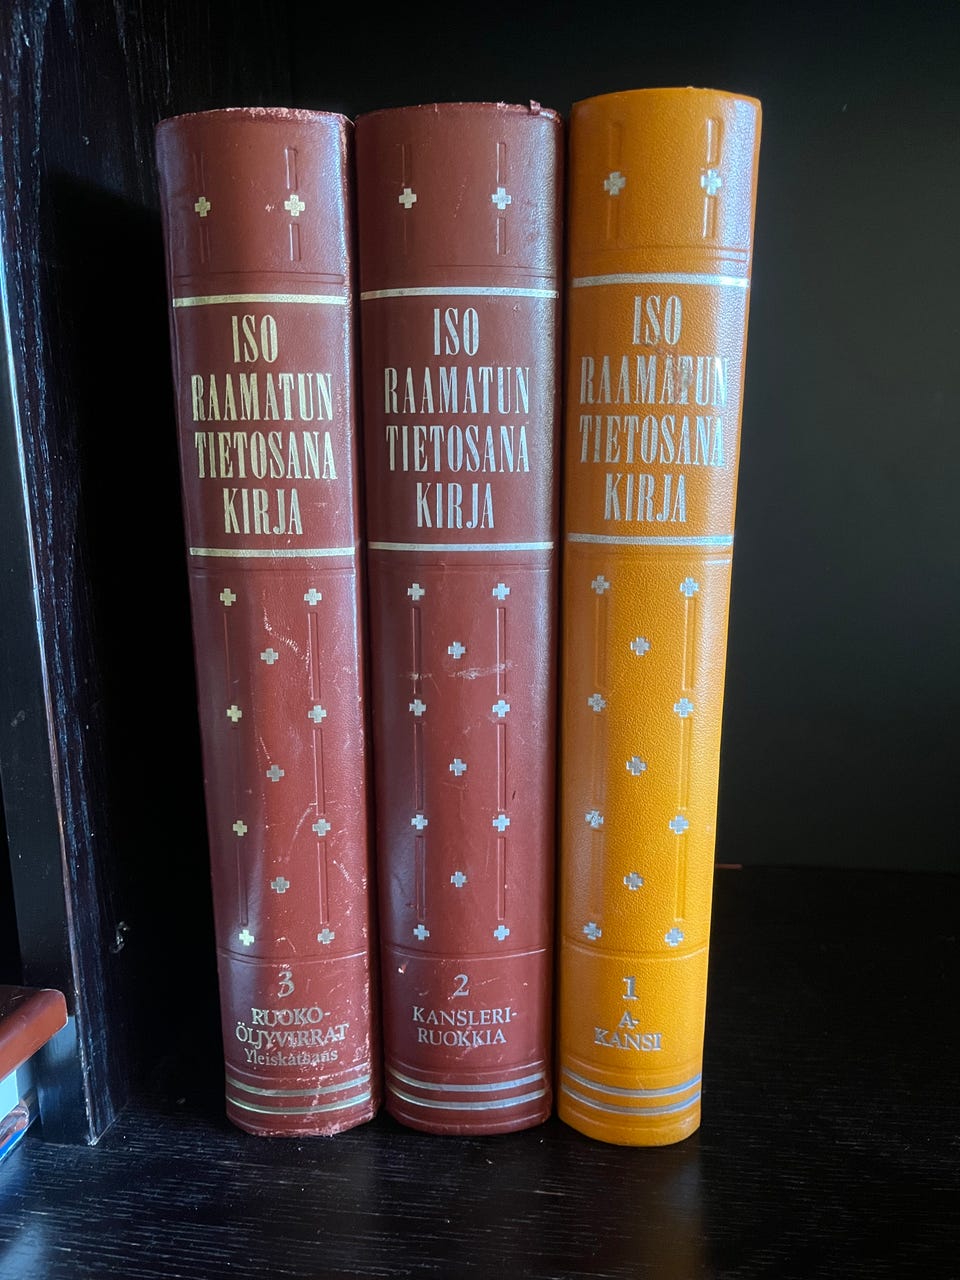 ISO
RAAMATUN
TIETOSANA
KIRJA
3
RUOKO-
ÖLJYVIRRAT
Yleiskatsaus
ISO
RAAMATUN
TIETOSANA
KIRJA
2
KANSLERI-
RUOKKIA
ISO
RAAMATUN
TIETOSANA
KIRJA
1
A-
KANSI